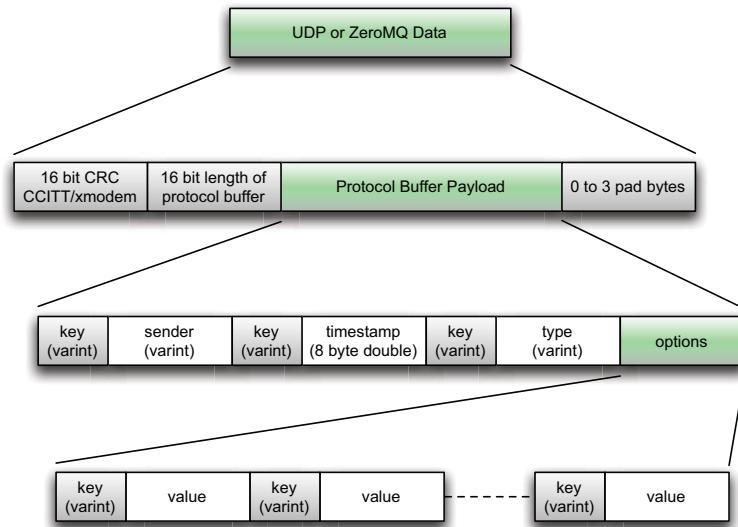 UDP or ZeroMQ Data
16 bit CRC
CCITT/xmodem
16 bit length of
protocol buffer
Protocol Buffer Payload
0 to 3 pad bytes
key
(varint)
sender
(varint)
key
(varint)
timestamp
(8 byte double)
key
(varint)
type
(varint)
options
key
(varint)
value
key
(varint)
value
key
(varint)
value